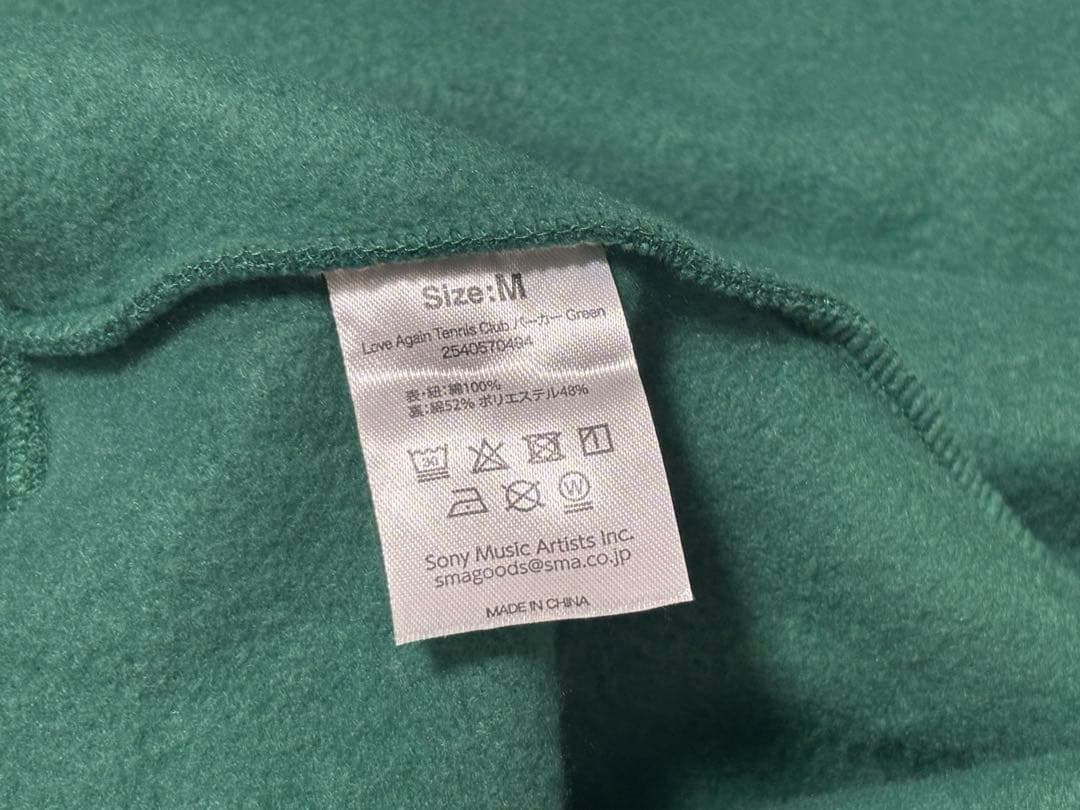 Size:M
Love Again Tennis Club パーカー Green
2540570494
表・紐：綿100%
裏：綿52% ポリエステル48%
30
W
Sony Music Artists Inc.
smagoods@sma.co.jp
MADE IN CHINA